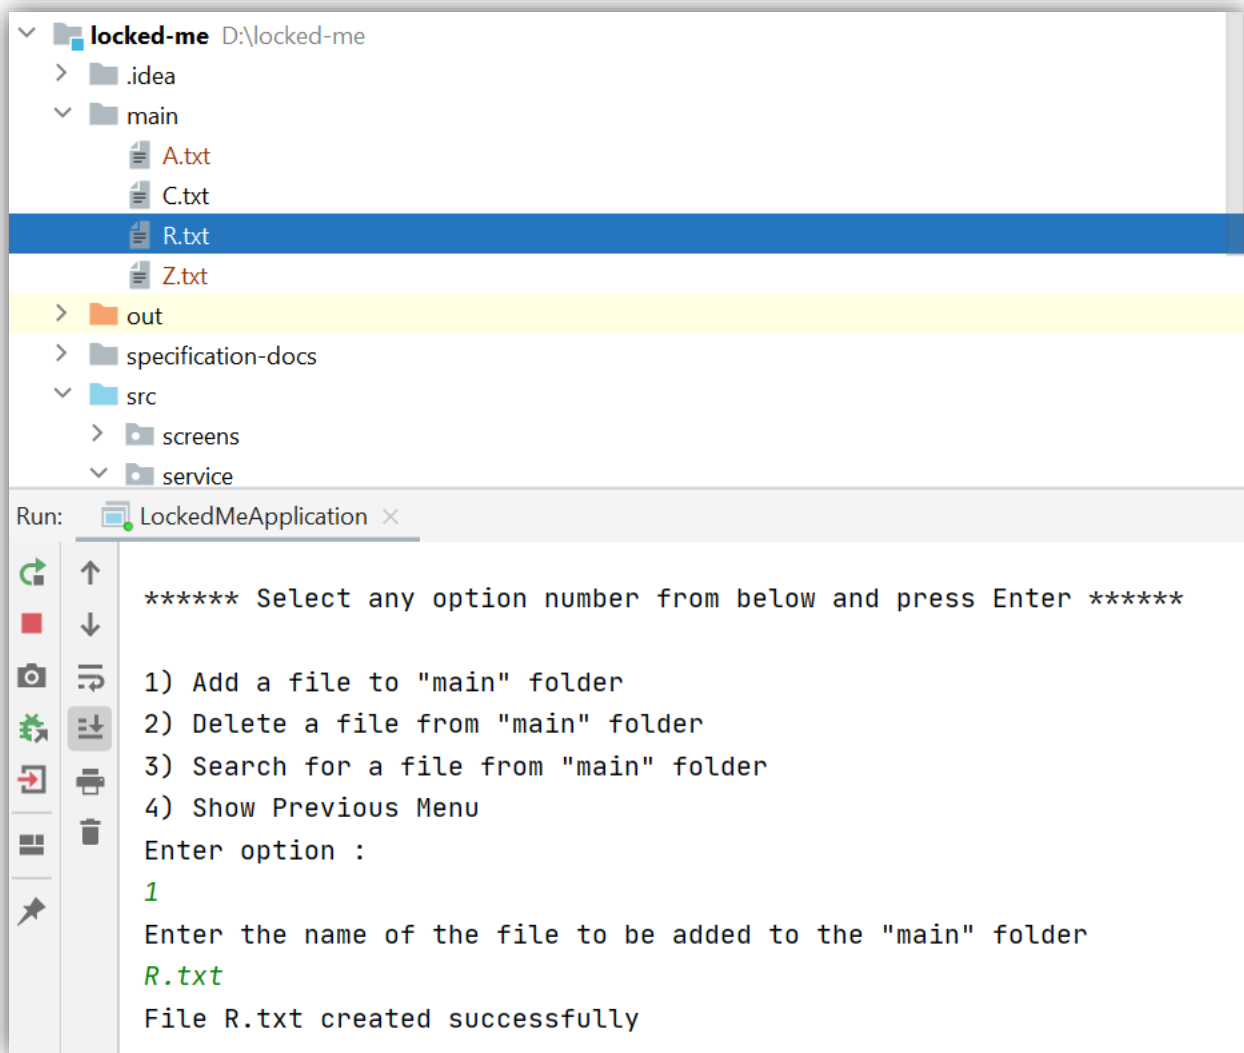 locked-me D:\locked-me
.idea
main
A.txt
C.txt
R.txt
Z.txt
out
specification-docs
src
screens
service
Run: LockedMeApplication
****** Select any option number from below and press Enter ******
1) Add a file to "main" folder
2) Delete a file from "main" folder
3) Search for a file from "main" folder
4) Show Previous Menu
Enter option :
1
Enter the name of the file to be added to the "main" folder
R.txt
File R.txt created successfully